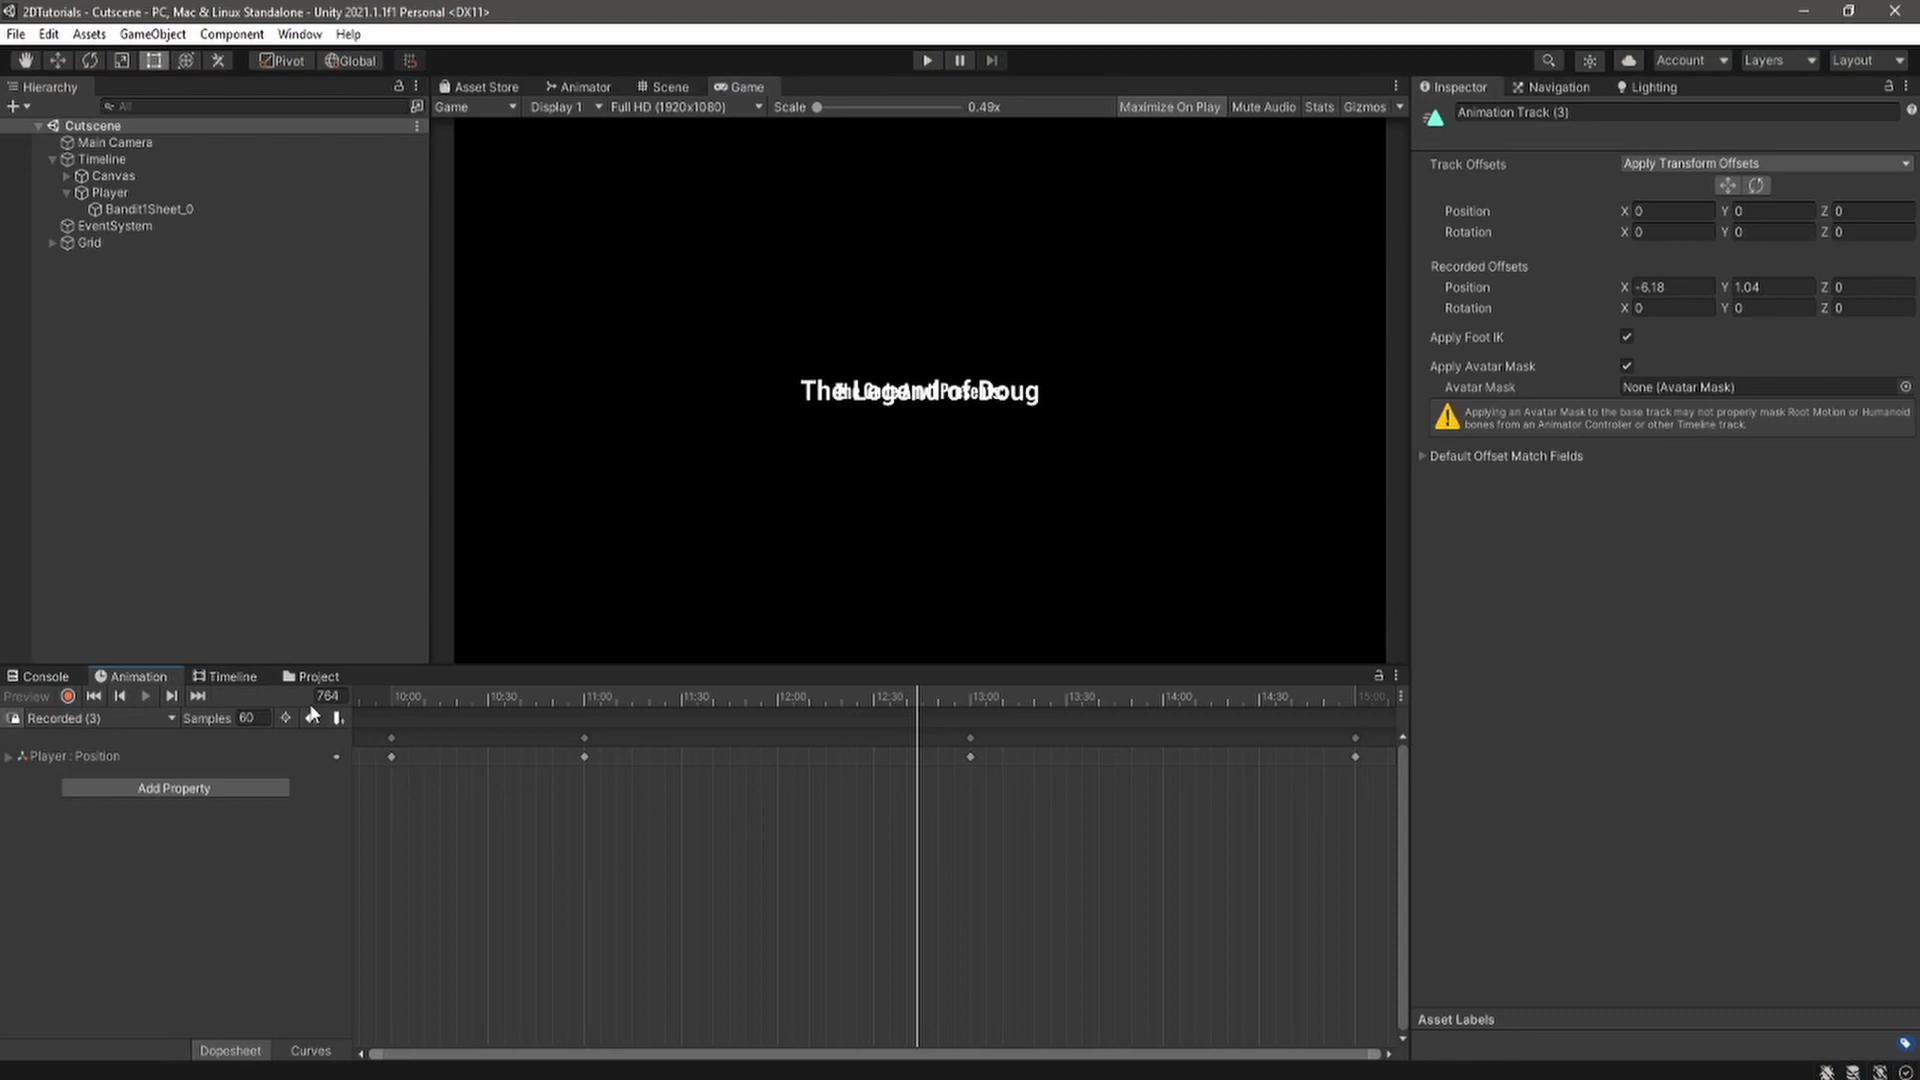 2DTutorials - Cutscene - PC, Mac & Linux Standalone - Unity 2021.1.1f1 Personal <DX11>
File Edit Assets GameObject Component Window Help
Pivot Global Account Layers Layout
Hierarchy
All
Cutscene
Main Camera
Timeline
Canvas
Player
Bandit1Sheet_0
EventSystem
Grid
Asset Store Animator Scene Game
Game Display 1 Full HD (1920x1080) Scale 0.49x Maximize On Play Mute Audio Stats Gizmos
The Legend of Doug
Inspector Navigation Lighting
Animation Track (3)
Track Offsets Apply Transform Offsets
Position X 0 Y 0 Z 0
Rotation X 0 Y 0 Z 0
Recorded Offsets
Position X -6.18 Y 1.04 Z 0
Rotation X 0 Y 0 Z 0
Apply Foot IK
Apply Avatar Mask
Avatar Mask None (Avatar Mask)
Applying an Avatar Mask to the base track may not properly mask Root Motion or Humanoid
bones from an Animator Controller or other Timeline track.
Default Offset Match Fields
Asset Labels
Console Animation Timeline Project
Preview 764 10:00 10:30 11:00 11:30 12:00 12:30 13:00 13:30 14:00 14:30 15:00
Recorded (3) Samples 60
Player : Position
Add Property
Dopesheet Curves